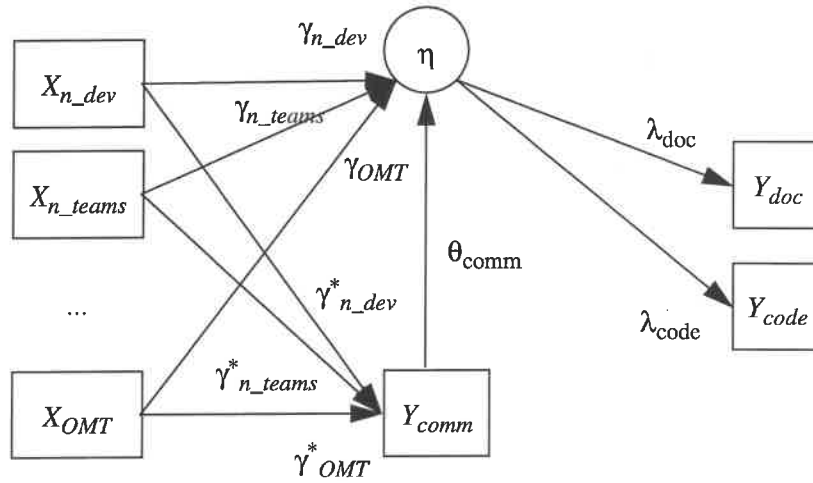 γn_dev
η
Xn_dev
γn_teams
λdoc
γOMT
Ydoc
Xn_teams
θcomm
...
γ*n_dev
Ycode
λcode
γ*n_teams
XOMT
Ycomm
γ*OMT